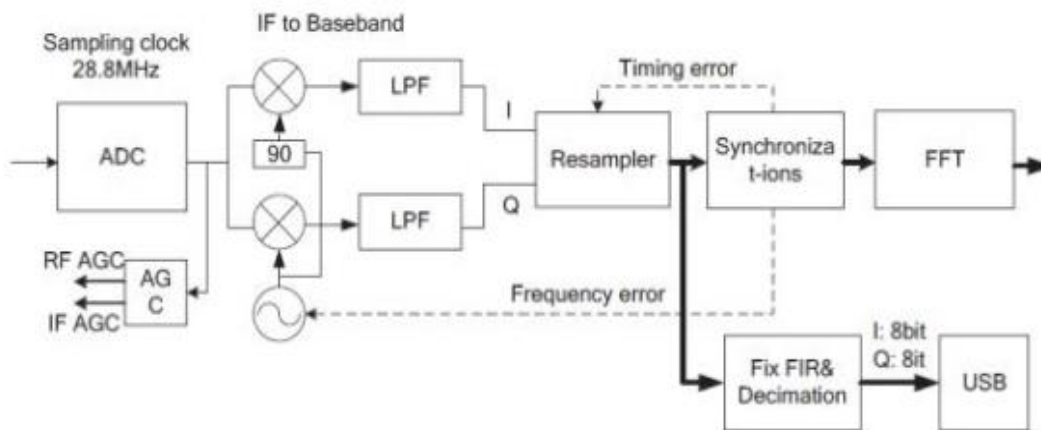 IF to Baseband
Sampling clock
28.8MHz
ADC
LPF
Timing error
I
90
Resampler
Synchronizat-ions
FFT
LPF
Q
RF AGC
AG
C
IF AGC
Frequency error
I: 8bit
Q: 8it
Fix FIR&
Decimation
USB